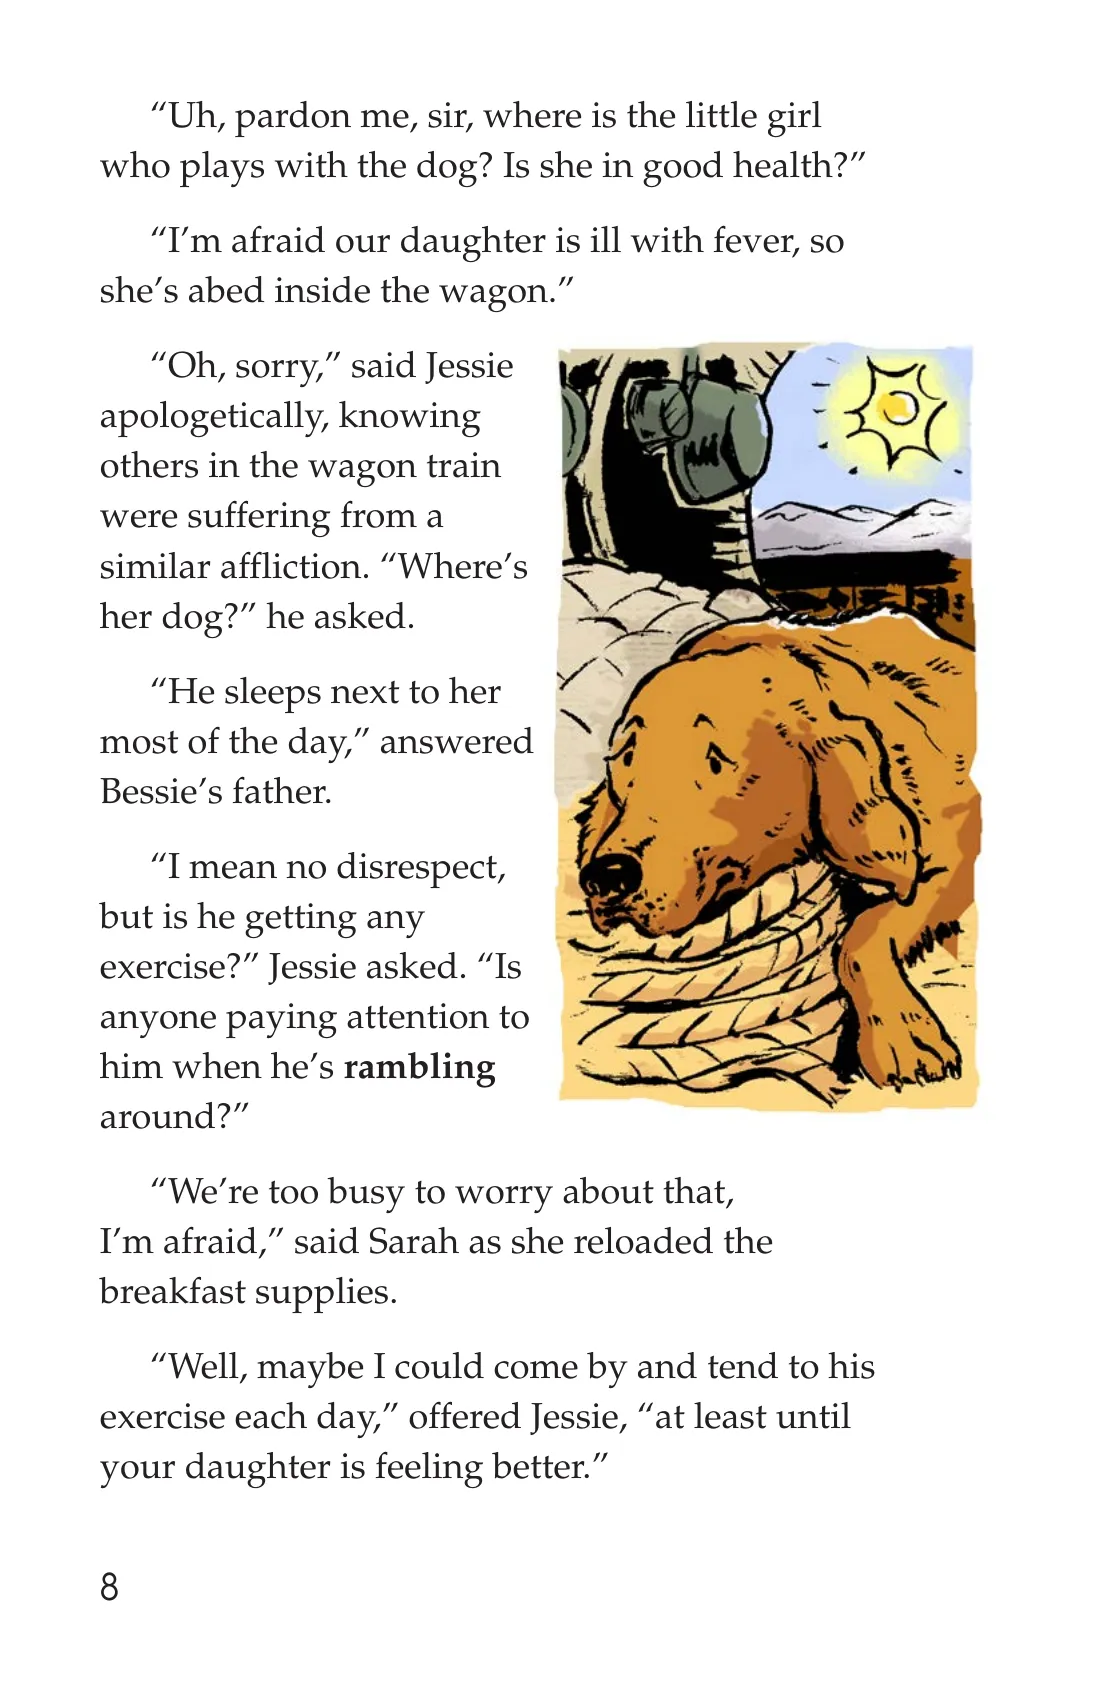 “Uh, pardon me, sir, where is the little girl
who plays with the dog? Is she in good health?”
“I’m afraid our daughter is ill with fever, so
she’s abed inside the wagon.”
“Oh, sorry,” said Jessie
apologetically, knowing
others in the wagon train
were suffering from a
similar affliction. “Where’s
her dog?” he asked.
“He sleeps next to her
most of the day,” answered
Bessie’s father.
“I mean no disrespect,
but is he getting any
exercise?” Jessie asked. “Is
anyone paying attention to
him when he’s rambling
around?”
“We’re too busy to worry about that,
I’m afraid,” said Sarah as she reloaded the
breakfast supplies.
“Well, maybe I could come by and tend to his
exercise each day,” offered Jessie, “at least until
your daughter is feeling better.”
8